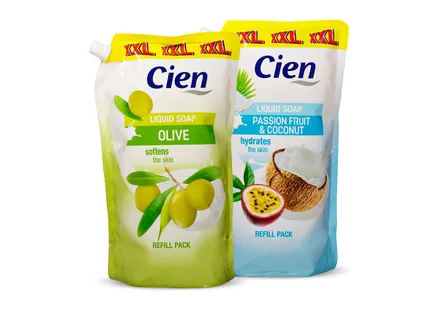 XXL XXL XXL
Cien
LIQUID SOAP
OLIVE
softens
the skin
REFILL PACK
XXL XXL XXL
Cien
LIQUID SOAP
PASSION FRUIT
& COCONUT
hydrates
the skin
REFILL PACK